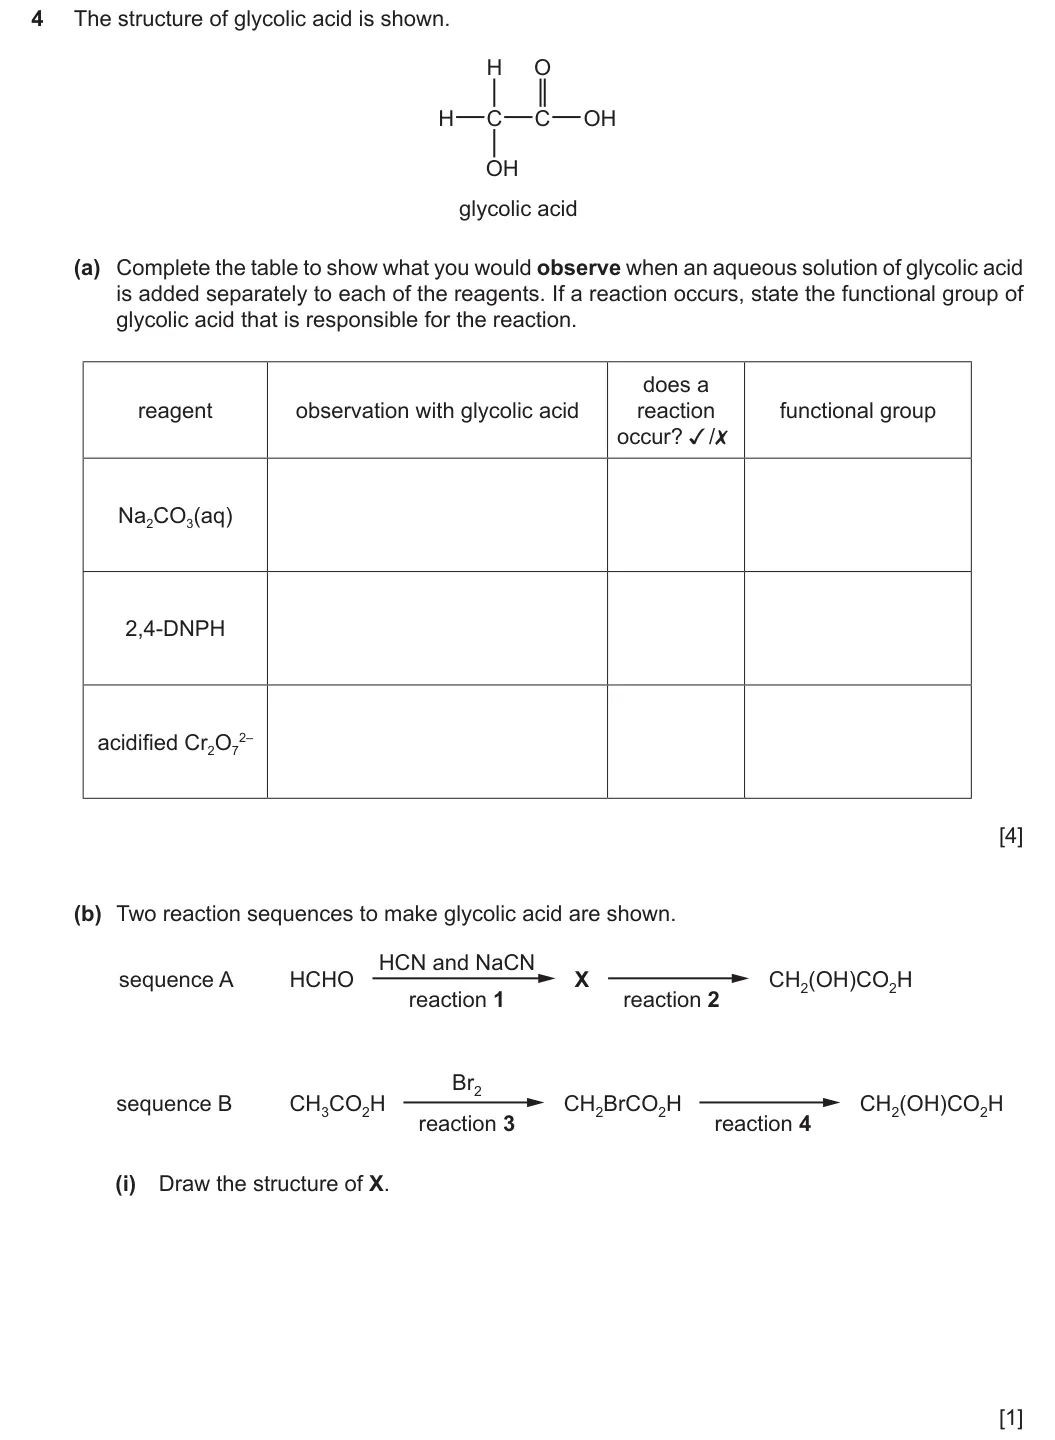 4 The structure of glycolic acid is shown.
H O
H C C OH
OH
glycolic acid
(a) Complete the table to show what you would observe when an aqueous solution of glycolic acid
is added separately to each of the reagents. If a reaction occurs, state the functional group of
glycolic acid that is responsible for the reaction.
reagent
observation with glycolic acid
does a
reaction
occur? ✓/✗
functional group
Na₂CO₃(aq)
2,4-DNPH
acidified Cr₂O₇²⁻
[4]
(b) Two reaction sequences to make glycolic acid are shown.
HCN and NaCN
sequence A HCHO X CH₂(OH)CO₂H
reaction 1 reaction 2
Br₂
sequence B CH₃CO₂H CH₂BrCO₂H CH₂(OH)CO₂H
reaction 3 reaction 4
(i) Draw the structure of X.
[1]